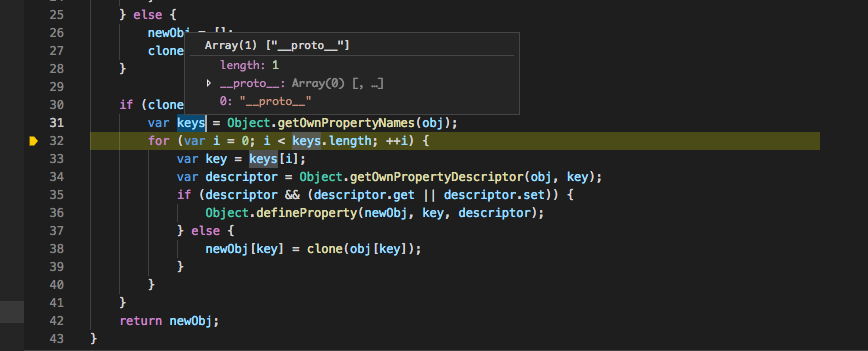 24
25 } else {
26 newObj = [];
Array(1) ["__proto__"]
27 clone
length: 1
28 }
__proto__: Array(0) [, …]
29
0: "__proto__"
30 if (clone
31 var keys = Object.getOwnPropertyNames(obj);
32 for (var i = 0; i < keys.length; ++i) {
33 var key = keys[i];
34 var descriptor = Object.getOwnPropertyDescriptor(obj, key);
35 if (descriptor && (descriptor.get || descriptor.set)) {
36 Object.defineProperty(newObj, key, descriptor);
37 } else {
38 newObj[key] = clone(obj[key]);
39 }
40 }
41 }
42 return newObj;
43 }